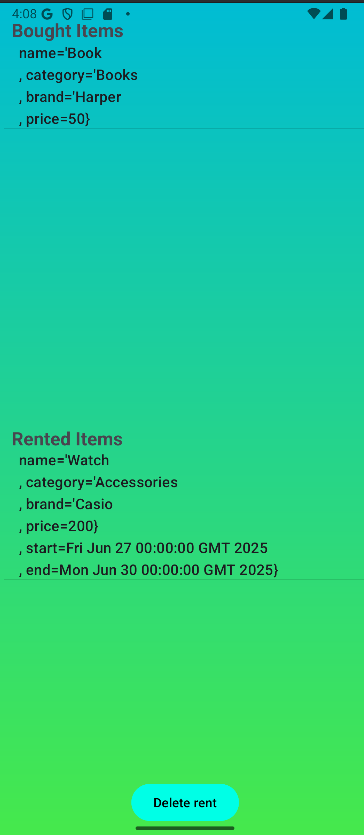 4:08
Bought Items
name='Book
, category='Books
, brand='Harper
, price=50}
Rented Items
name='Watch
, category='Accessories
, brand='Casio
, price=200}
, start=Fri Jun 27 00:00:00 GMT 2025
, end=Mon Jun 30 00:00:00 GMT 2025}
Delete rent